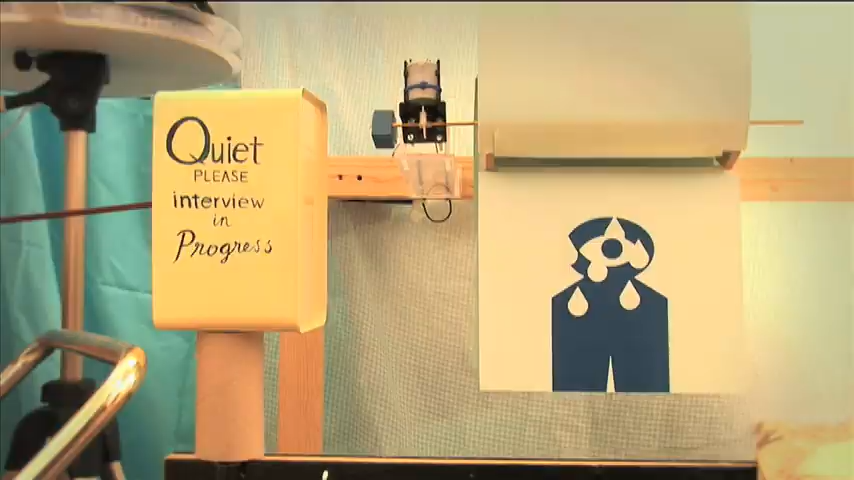 Quiet
PLEASE
interview
in
Progress